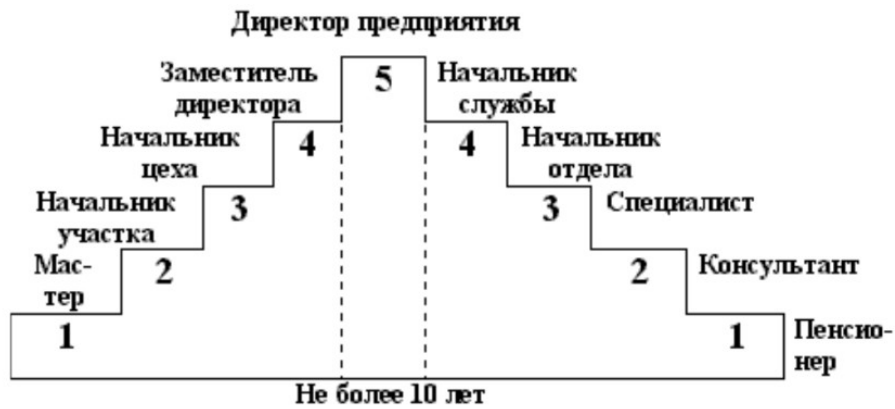 Директор предприятия
Заместитель
директора
5
Начальник
службы
Начальник
цеха
4
4
Начальник
отдела
Начальник
участка
3
3
Специалист
Мас-
тер
2
2
Консультант
1
1
Пенсио-
нер
Не более 10 лет